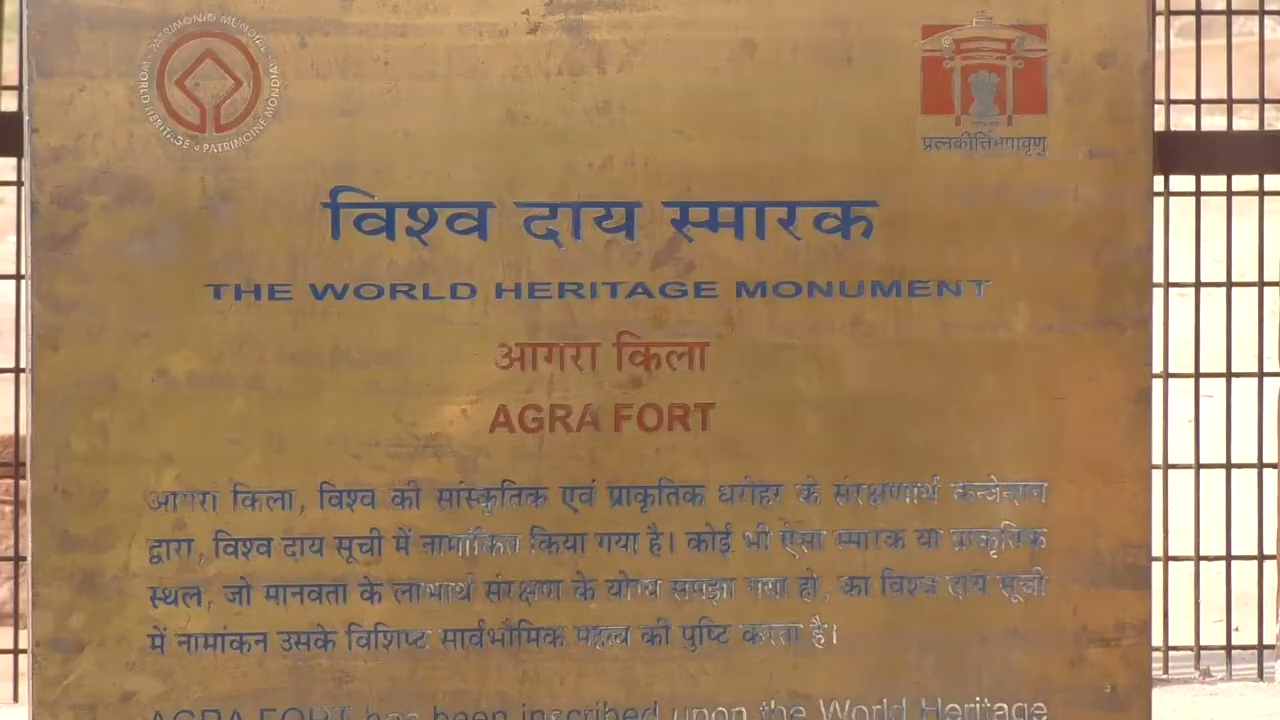 WORLD HERITAGE • PATRIMOINE MONDIAL • PATRIMONIO MUNDIAL
प्रत्नकीर्त्तिमपावृणु
विश्व दाय स्मारक
THE WORLD HERITAGE MONUMENT
आगरा किला
AGRA FORT
आगरा किला, विश्व की सांस्कृतिक एवं प्राकृतिक धरोहर के संरक्षणार्थ कन्वेन्शन
द्वारा, विश्व दाय सूची में नामांकित किया गया है। कोई भी ऐसा स्मारक या प्राकृतिक
स्थल, जो मानवता के लाभार्थ संरक्षण के योग्य समझा गया हो, का विश्व दाय सूची
में नामांकन उसके विशिष्ट सार्वभौमिक महत्व की पुष्टि करता है।
AGRA FORT has been inscribed upon the World Heritage